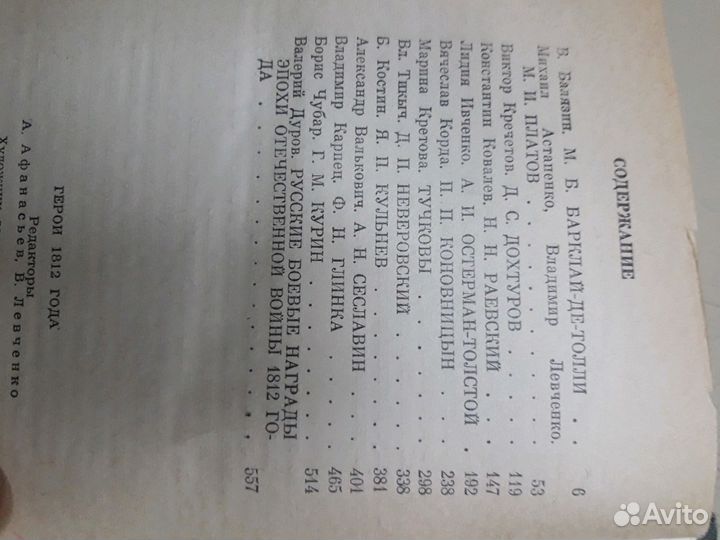 СОДЕРЖАНИЕ
В. Балязин. М. Б. БАРКЛАЙ-ДЕ-ТОЛЛИ . . 6
Михаил Астапенко, Владимир Левченко.
М. И. ПЛАТОВ . . . . . . . 53
Виктор Кречетов. Д. С. ДОХТУРОВ . . . . 119
Константин Ковалев. Н. Н. РАЕВСКИЙ . . . 147
Лидия Ивченко. А. И. ОСТЕРМАН-ТОЛСТОЙ . 192
Вячеслав Корда. П. П. КОНОВНИЦЫН . . . 238
Марина Кретова. ТУЧКОВЫ . . . . . 298
Вл. Тикыч. Д. П. НЕВЕРОВСКИЙ . . . . 338
Б. Костин. Я. П. КУЛЬНЕВ . . . . . 381
Александр Валькович. А. Н. СЕСЛАВИН . . 401
Владимир Карпец. Ф. Н. ГЛИНКА . . . . 465
Борис Чубар. Г. М. КУРИН . . . . . . 514
Валерий Дуров. РУССКИЕ БОЕВЫЕ НАГРАДЫ
ЭПОХИ ОТЕЧЕСТВЕННОЙ ВОЙНЫ 1812 ГО-
ДА . . . . . . . . . . 557
ГЕРОИ 1812 ГОДА
Редакторы
А. Афанасьев, В. Левченко
Avito